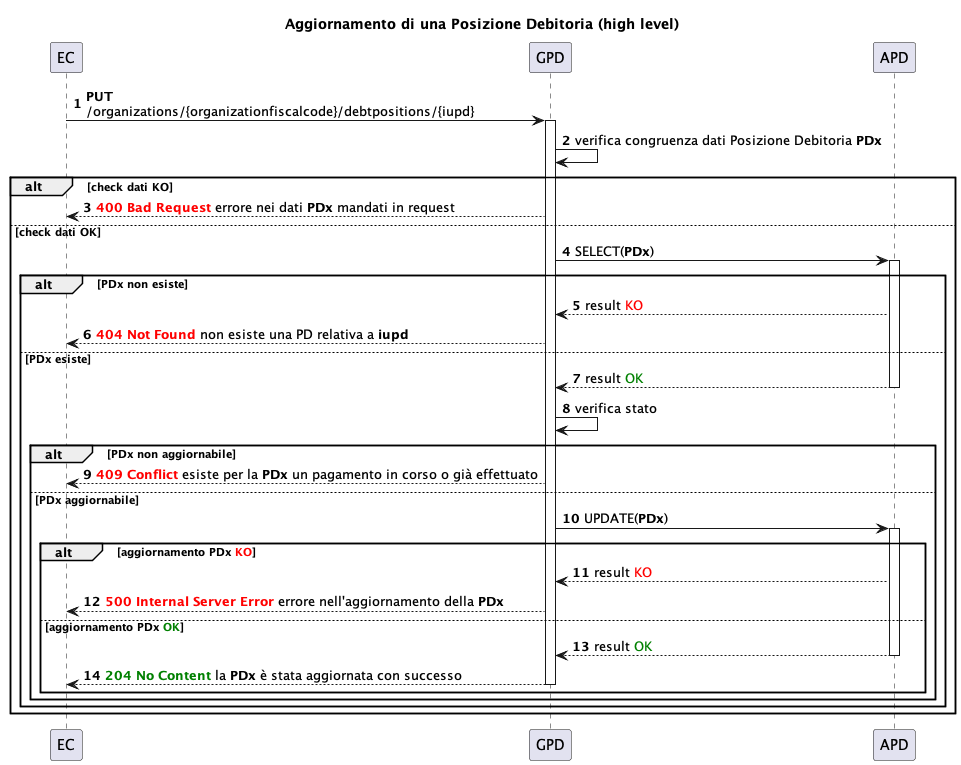 Aggiornamento di una Posizione Debitoria (high level)
EC GPD APD
1 PUT
/organizations/{organizationfiscalcode}/debtpositions/{iupd}
2 verifica congruenza dati Posizione Debitoria PDx
alt [check dati KO]
3 400 Bad Request errore nei dati PDx mandati in request
[check dati OK]
4 SELECT(PDx)
alt [PDx non esiste]
5 result KO
6 404 Not Found non esiste una PD relativa a iupd
[PDx esiste]
7 result OK
8 verifica stato
alt [PDx non aggiornabile]
9 409 Conflict esiste per la PDx un pagamento in corso o già effettuato
[PDx aggiornabile]
10 UPDATE(PDx)
alt [aggiornamento PDx KO]
11 result KO
12 500 Internal Server Error errore nell'aggiornamento della PDx
[aggiornamento PDx OK]
13 result OK
14 204 No Content la PDx è stata aggiornata con successo
EC GPD APD